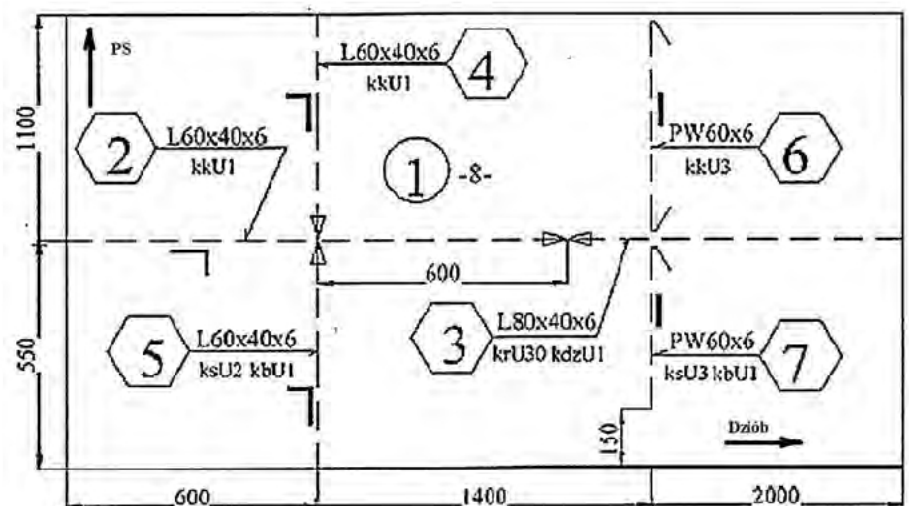 PS
L60x40x6
kkU1
4
1100
2
L60x40x6
kkU1
1
-8-
PW60x6
kkU3
6
600
550
5
L60x40x6
ksU2 kbU1
3
L80x40x6
krU30 kdzU1
PW60x6
ksU3 kbU1
7
150
Dziób
600
1400
2000